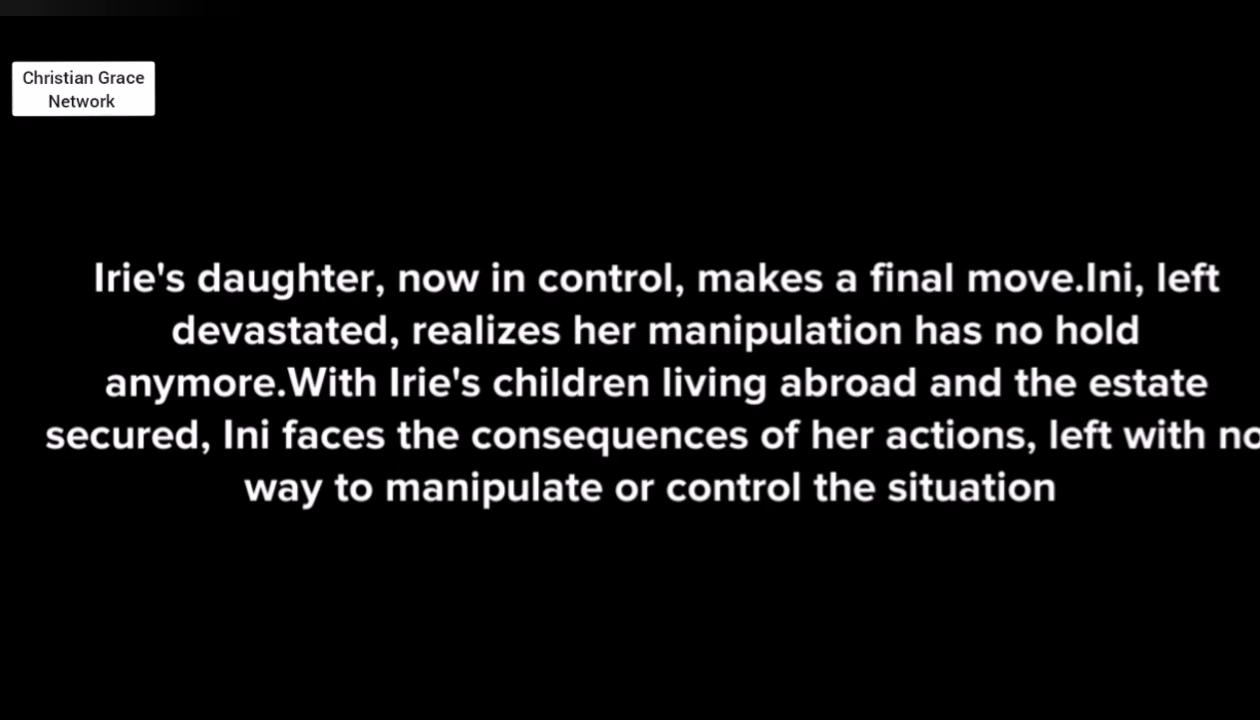 Christian Grace
Network
Irie's daughter, now in control, makes a final move.Ini, left
devastated, realizes her manipulation has no hold
anymore.With Irie's children living abroad and the estate
secured, Ini faces the consequences of her actions, left with no
way to manipulate or control the situation